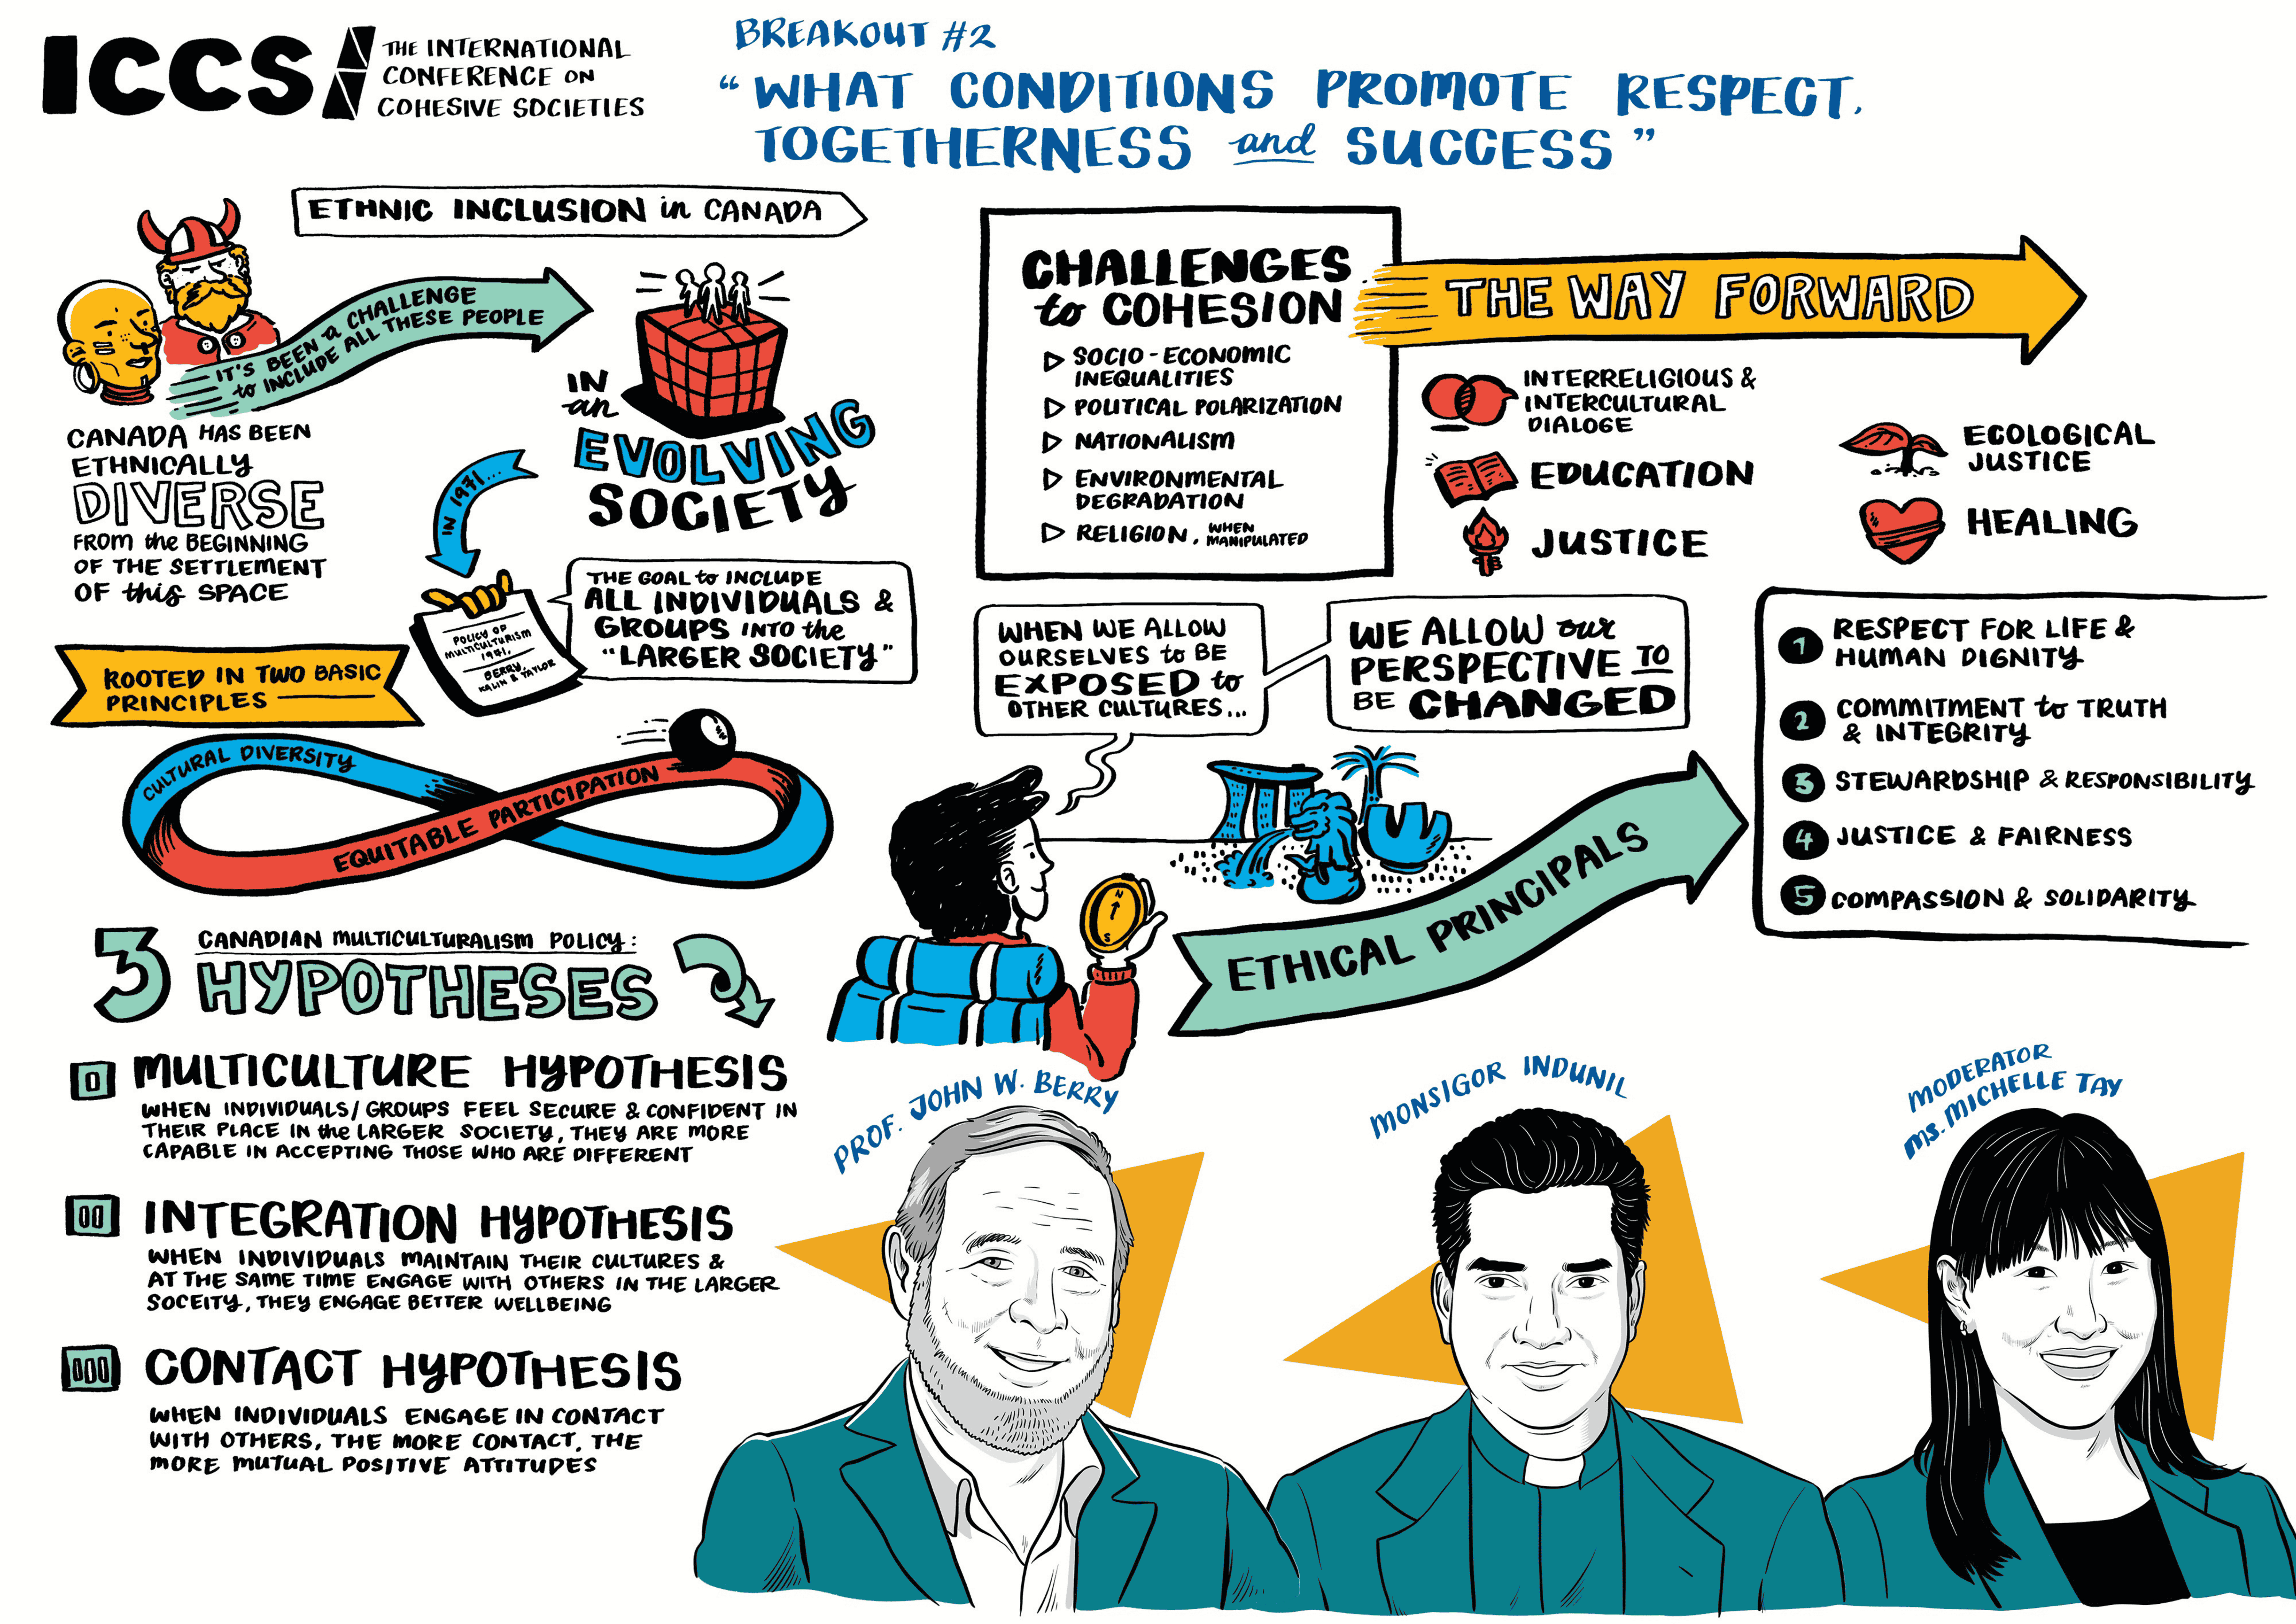 ICCS
THE INTERNATIONAL
CONFERENCE ON
COHESIVE SOCIETIES
BREAKOUT #2
"WHAT CONDITIONS PROMOTE RESPECT,
TOGETHERNESS and SUCCESS"
ETHNIC INCLUSION in CANADA
IT'S BEEN a CHALLENGE
to INCLUDE ALL THESE PEOPLE
IN
an
EVOLVING
SOCIETY
CANADA HAS BEEN
ETHNICALLY
DIVERSE
FROM the BEGINNING
OF THE SETTLEMENT
OF this SPACE
IN 1971...
POLICY OF
MULTICULTURISM
1971.
BERRY,
KALIN & TAYLOR
THE GOAL to INCLUDE
ALL INDIVIDUALS &
GROUPS INTO the
"LARGER SOCIETY"
ROOTED IN TWO BASIC
PRINCIPLES
CULTURAL DIVERSITY
EQUITABLE PARTICIPATION
3
CANADIAN MULTICULTURALISM POLICY:
HYPOTHESES
I
MULTICULTURE HYPOTHESIS
WHEN INDIVIDUALS/GROUPS FEEL SECURE & CONFIDENT IN
THEIR PLACE IN the LARGER SOCIETY, THEY ARE MORE
CAPABLE IN ACCEPTING THOSE WHO ARE DIFFERENT
II
INTEGRATION HYPOTHESIS
WHEN INDIVIDUALS MAINTAIN THEIR CULTURES &
AT THE SAME TIME ENGAGE WITH OTHERS IN THE LARGER
SOCEITY, THEY ENGAGE BETTER WELLBEING
III
CONTACT HYPOTHESIS
WHEN INDIVIDUALS ENGAGE IN CONTACT
WITH OTHERS, THE MORE CONTACT, THE
MORE MUTUAL POSITIVE ATTITUDES
CHALLENGES
to COHESION
SOCIO-ECONOMIC
INEQUALITIES
POLITICAL POLARIZATION
NATIONALISM
ENVIRONMENTAL
DEGRADATION
RELIGION, WHEN
MANIPULATED
THE WAY FORWARD
INTERRELIGIOUS &
INTERCULTURAL
DIALOGE
EDUCATION
JUSTICE
ECOLOGICAL
JUSTICE
HEALING
WHEN WE ALLOW
OURSELVES to BE
EXPOSED to
OTHER CULTURES...
WE ALLOW our
PERSPECTIVE TO
BE CHANGED
N
S
ETHICAL PRINCIPALS
1 RESPECT FOR LIFE &
HUMAN DIGNITY
2 COMMITMENT to TRUTH
& INTEGRITY
3 STEWARDSHIP & RESPONSIBILITY
4 JUSTICE & FAIRNESS
5 COMPASSION & SOLIDARITY
PROF. JOHN W. BERRY
MONSIGOR INDUNIL
MODERATOR
MS. MICHELLE TAY